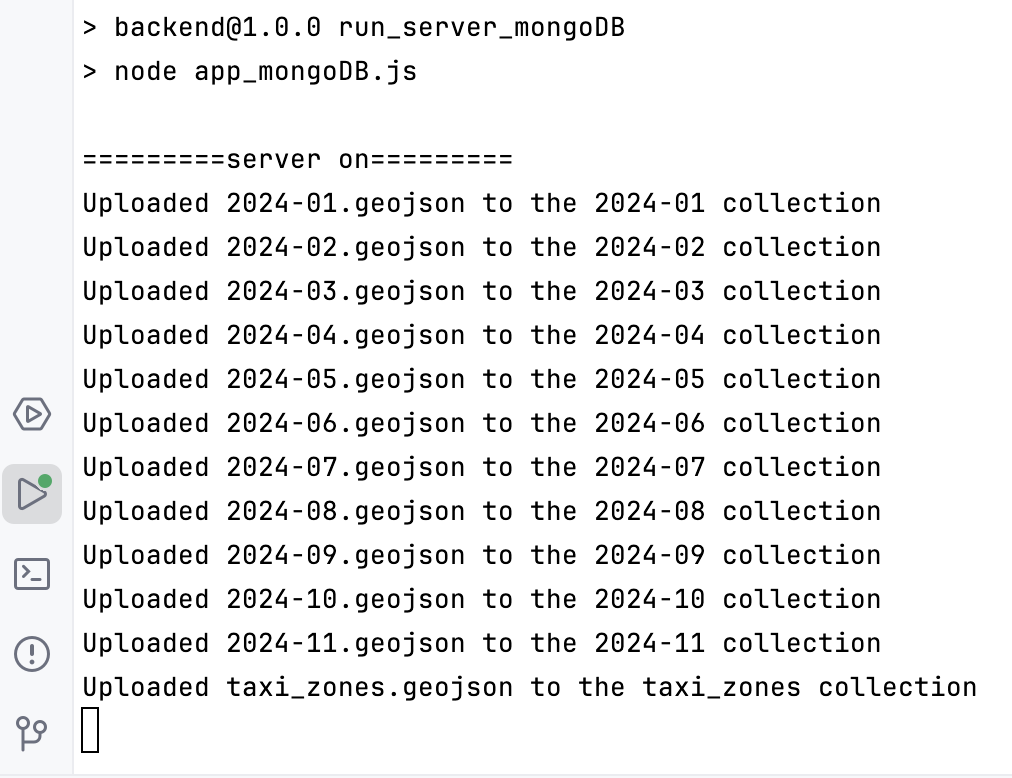 > backend@1.0.0 run_server_mongoDB
> node app_mongoDB.js
=========server on=========
Uploaded 2024-01.geojson to the 2024-01 collection
Uploaded 2024-02.geojson to the 2024-02 collection
Uploaded 2024-03.geojson to the 2024-03 collection
Uploaded 2024-04.geojson to the 2024-04 collection
Uploaded 2024-05.geojson to the 2024-05 collection
Uploaded 2024-06.geojson to the 2024-06 collection
Uploaded 2024-07.geojson to the 2024-07 collection
Uploaded 2024-08.geojson to the 2024-08 collection
Uploaded 2024-09.geojson to the 2024-09 collection
Uploaded 2024-10.geojson to the 2024-10 collection
Uploaded 2024-11.geojson to the 2024-11 collection
Uploaded taxi_zones.geojson to the taxi_zones collection